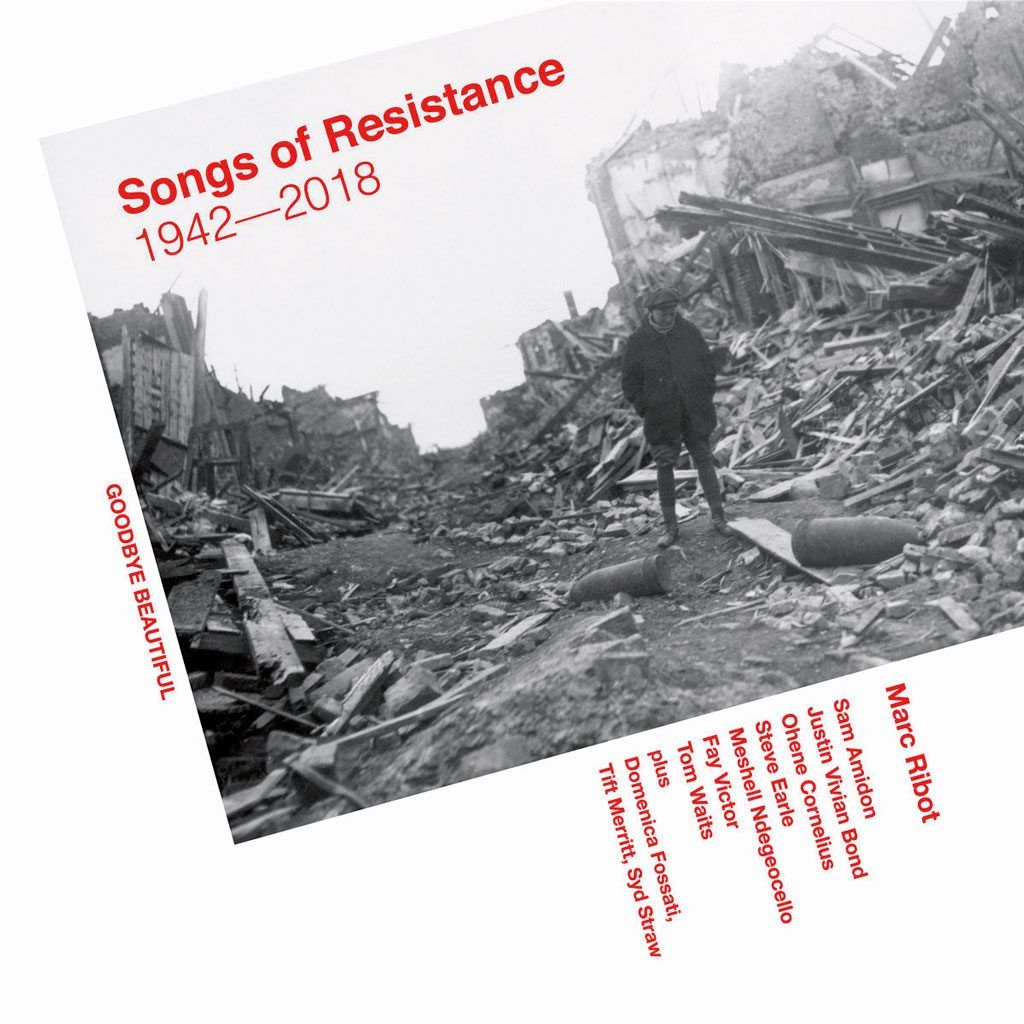 Songs of Resistance
1942—2018
GOODBYE BEAUTIFUL
Marc Ribot
Sam Amidon
Justin Vivian Bond
Ohene Cornelius
Steve Earle
Meshell Ndegeocello
Fay Victor
Tom Waits
plus
Domenica Fossati,
Tift Merritt, Syd Straw